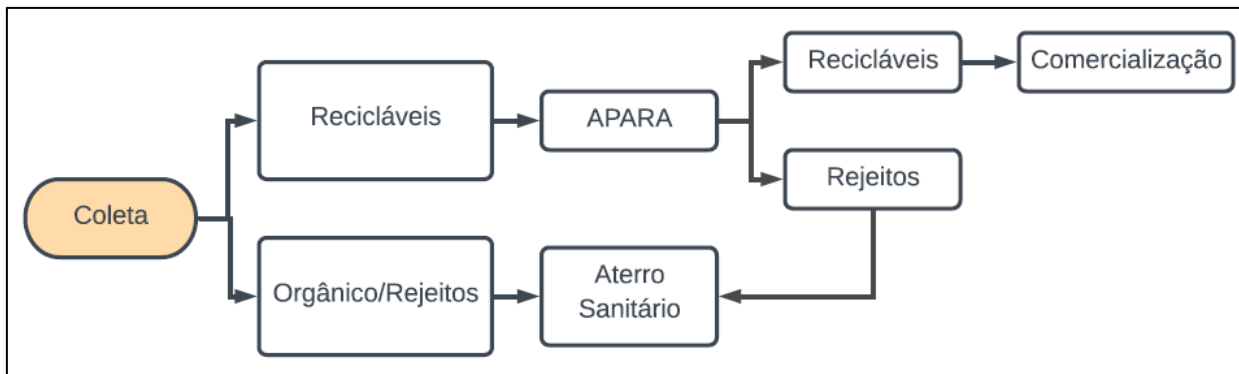 Coleta
Recicláveis
APARA
Recicláveis
Comercialização
Rejeitos
Orgânico/Rejeitos
Aterro
Sanitário